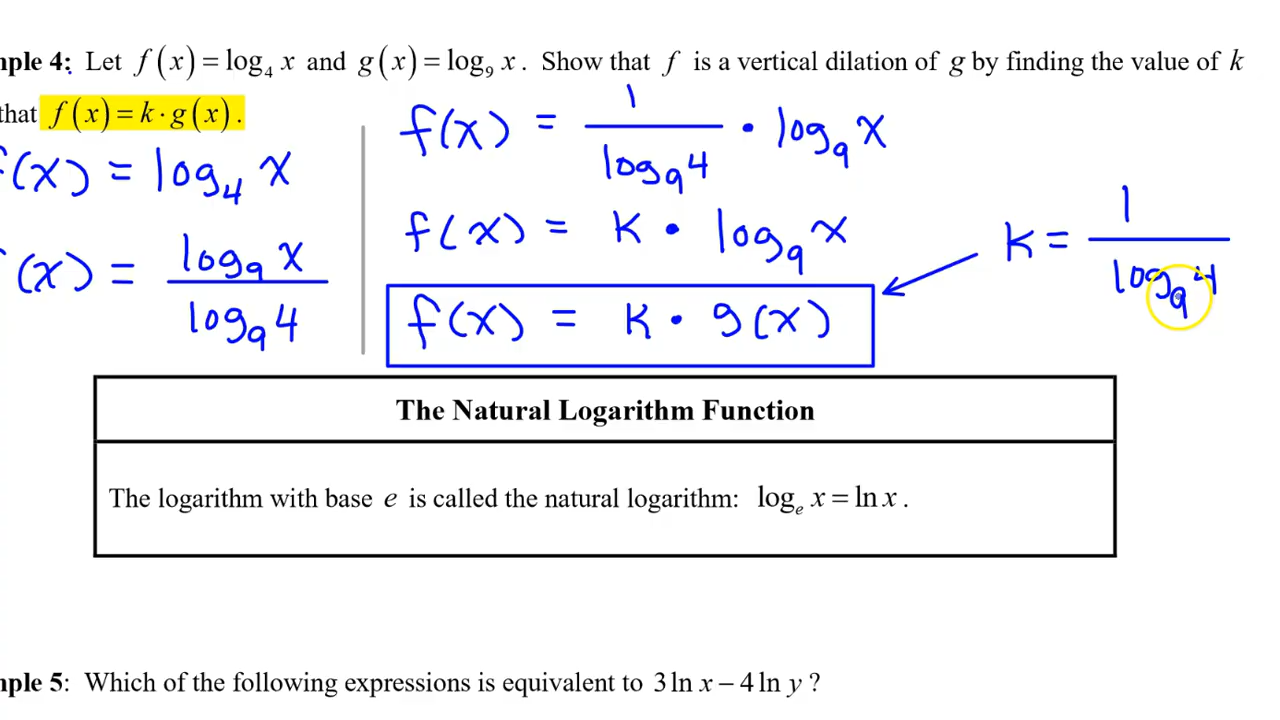 mple 4: Let f(x) = log₄ x and g(x) = log₉ x. Show that f is a vertical dilation of g by finding the value of k
that f(x) = k · g(x).
f(x) = log₄ x
f(x) = log₉ x / log₉ 4
f(x) = 1 / log₉ 4 · log₉ x
f(x) = K · log₉ x
f(x) = K · g(x)
K = 1 / log₉ 4
The Natural Logarithm Function
The logarithm with base e is called the natural logarithm: logₑ x = ln x.
mple 5: Which of the following expressions is equivalent to 3 ln x − 4 ln y ?